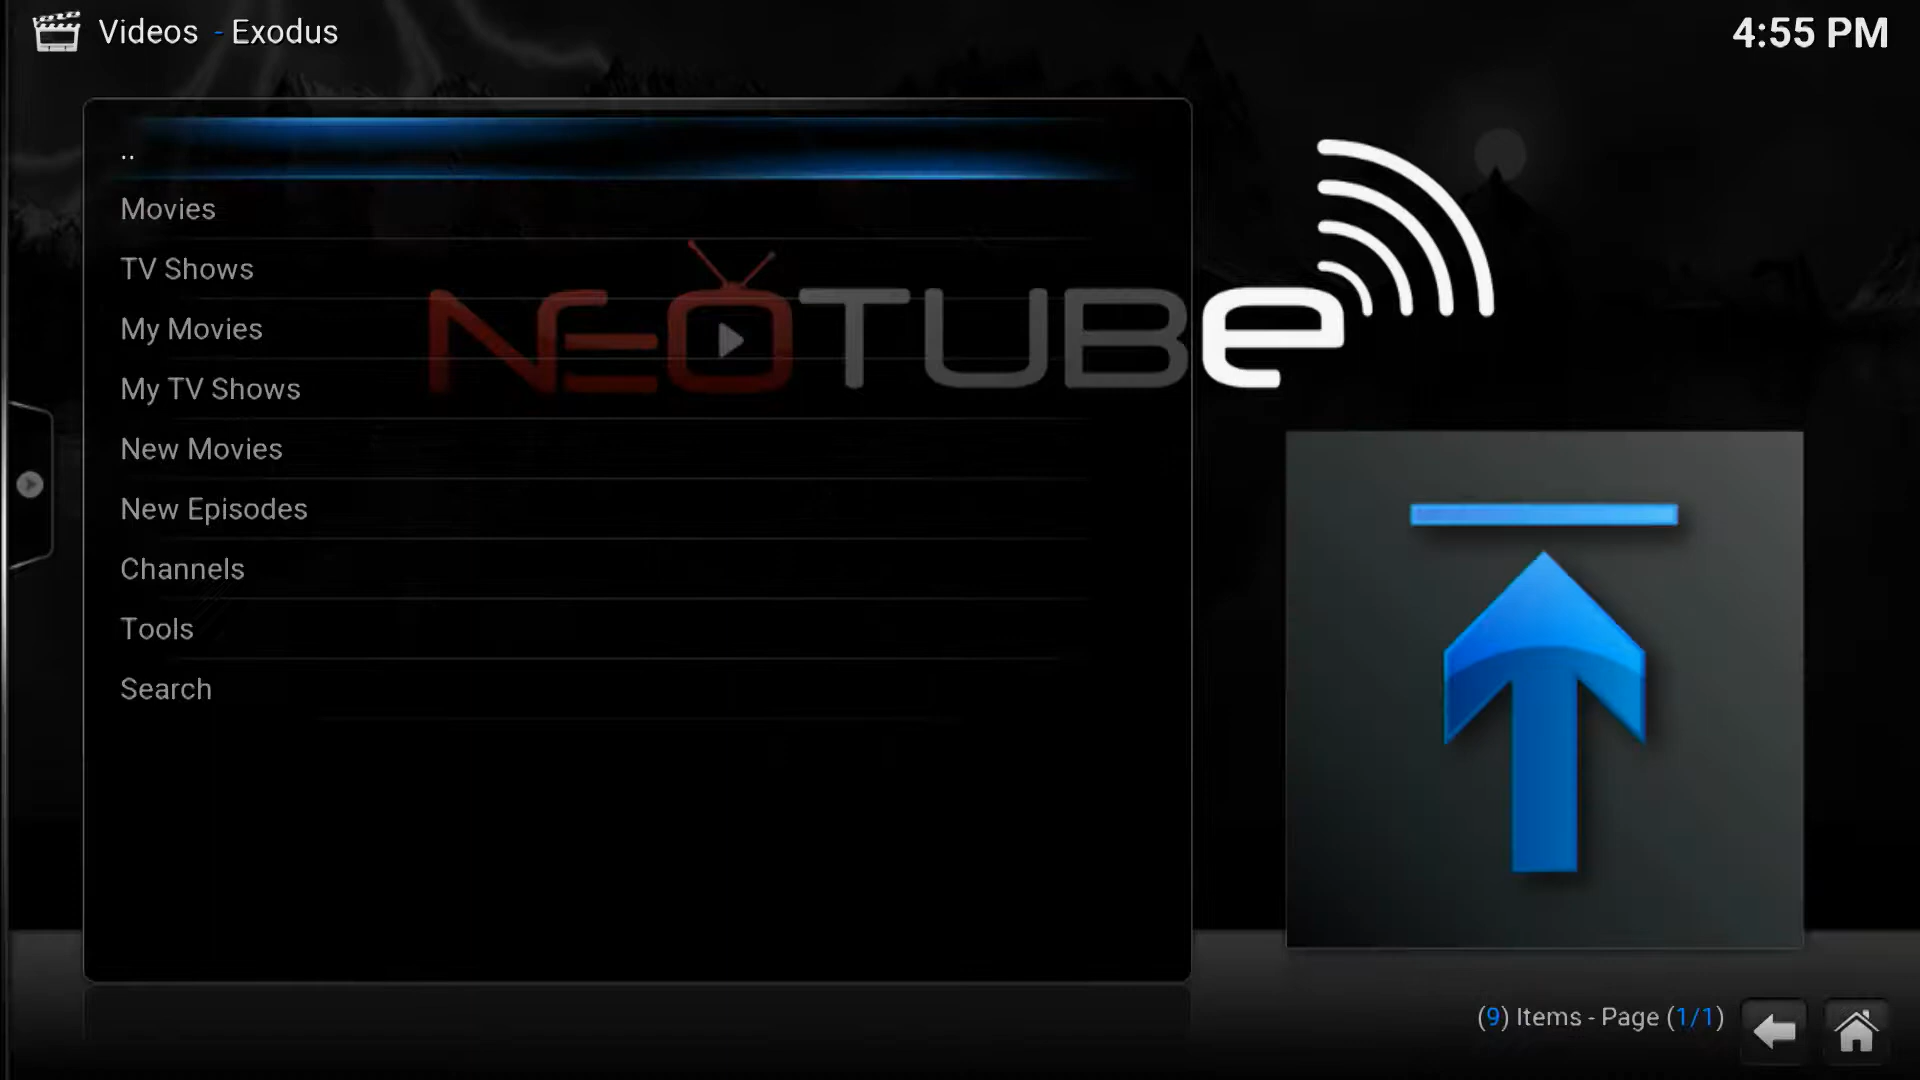 Videos - Exodus
4:55 PM
..
Movies
TV Shows
My Movies
My TV Shows
New Movies
New Episodes
Channels
Tools
Search
NEOTUBe
(9) Items - Page (1/1)